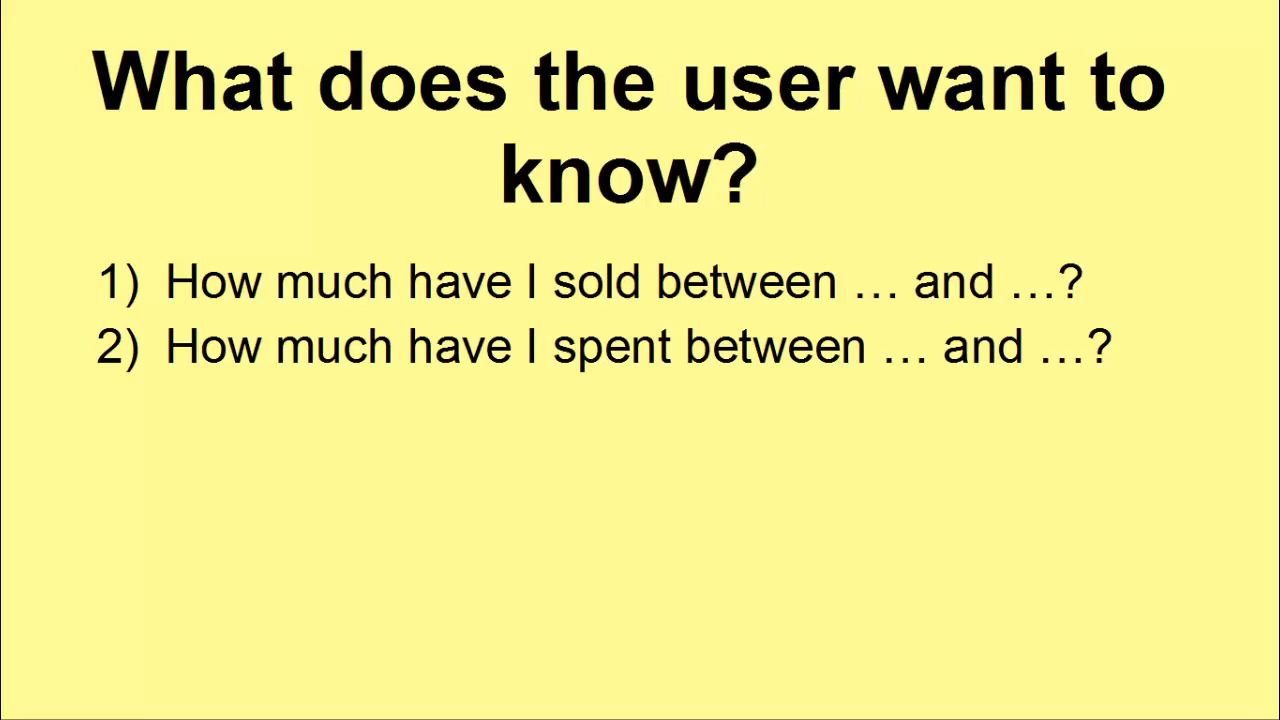 What does the user want to
know?
1) How much have I sold between … and …?
2) How much have I spent between … and …?